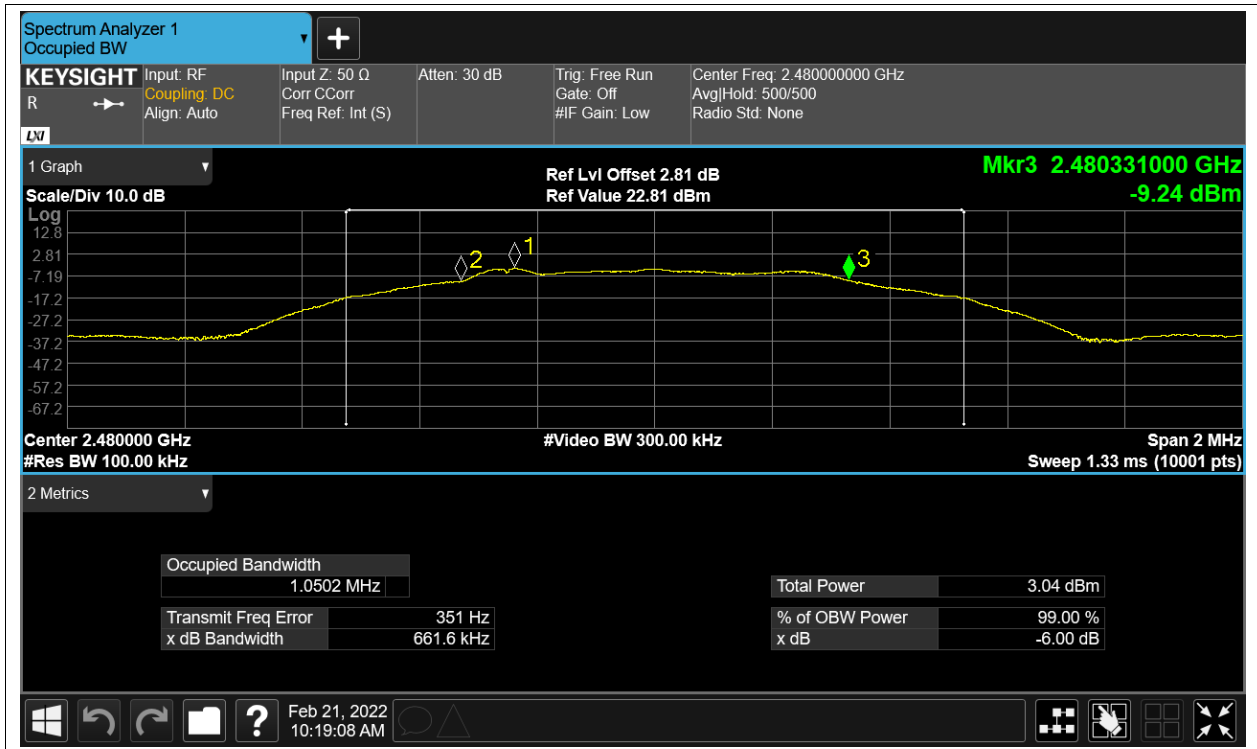 Spectrum Analyzer 1
Occupied BW
KEYSIGHT
R
LXI
Input: RF
Coupling: DC
Align: Auto
Input Z: 50 Ω
Corr CCorr
Freq Ref: Int (S)
Atten: 30 dB
Trig: Free Run
Gate: Off
#IF Gain: Low
Center Freq: 2.480000000 GHz
Avg|Hold: 500/500
Radio Std: None
1 Graph
Ref Lvl Offset 2.81 dB
Mkr3 2.480331000 GHz
Scale/Div 10.0 dB
Ref Value 22.81 dBm
-9.24 dBm
Log
12.8
2.81
-7.19
-17.2
-27.2
-37.2
-47.2
-57.2
-67.2
2
1
3
Center 2.480000 GHz
#Video BW 300.00 kHz
Span 2 MHz
#Res BW 100.00 kHz
Sweep 1.33 ms (10001 pts)
2 Metrics
Occupied Bandwidth
1.0502 MHz
Total Power 3.04 dBm
Transmit Freq Error 351 Hz
% of OBW Power 99.00 %
x dB Bandwidth 661.6 kHz
x dB -6.00 dB
?
Feb 21, 2022
10:19:08 AM